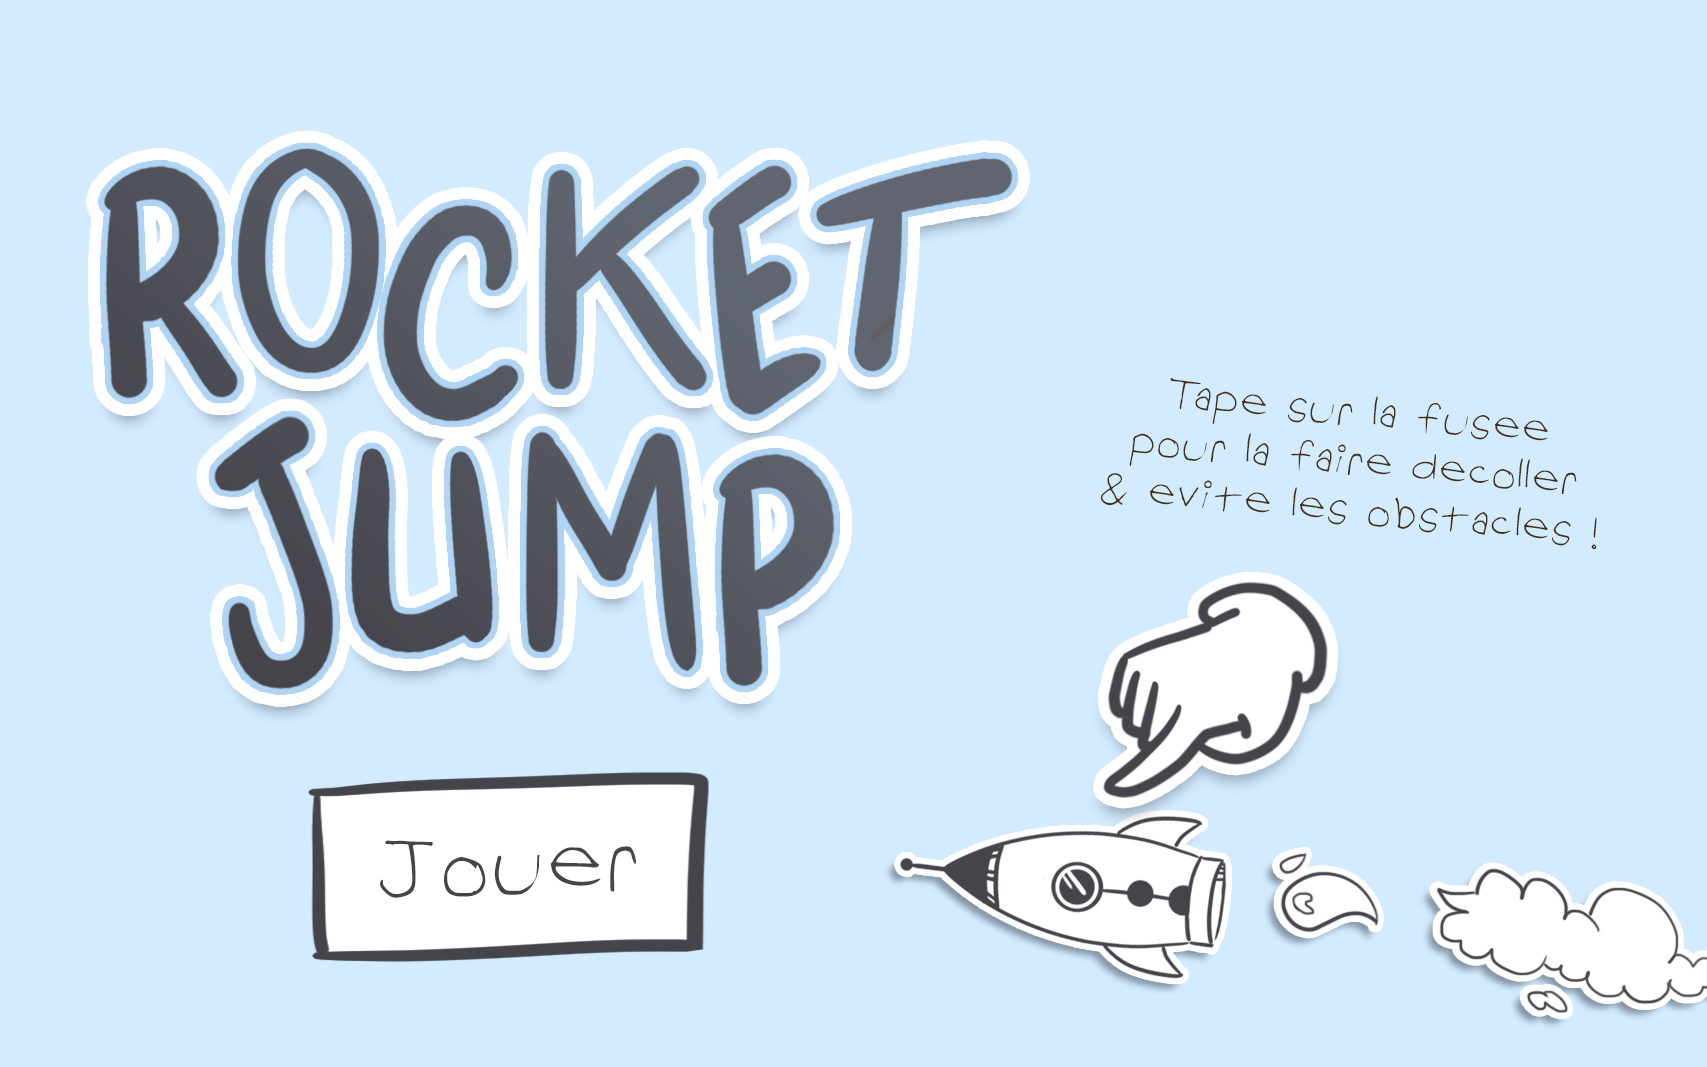 ROCKET
JUMP
Tape sur la fusee
pour la faire decoller
& evite les obstacles !
Jouer